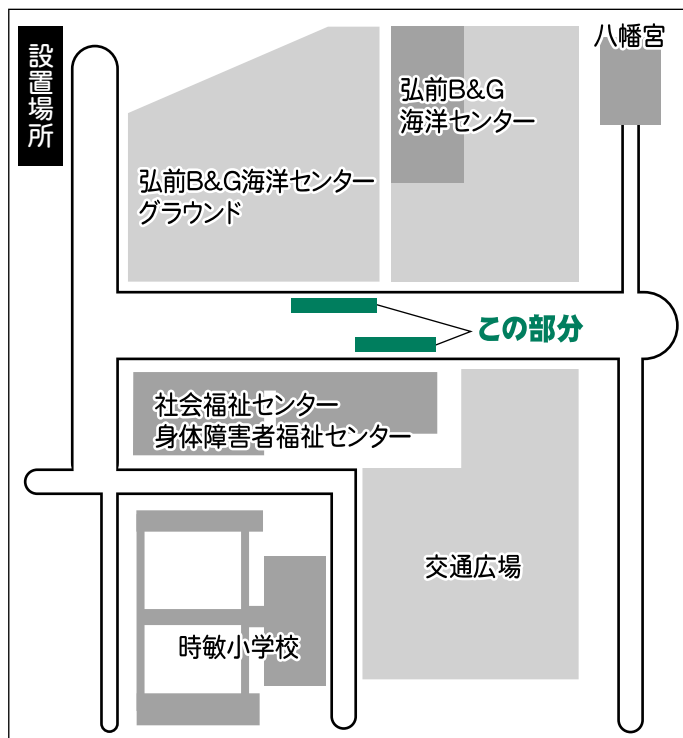 設置場所
八幡宮
弘前B&G
海洋センター
弘前B&G海洋センター
グラウンド
この部分
社会福祉センター
身体障害者福祉センター
交通広場
時敏小学校